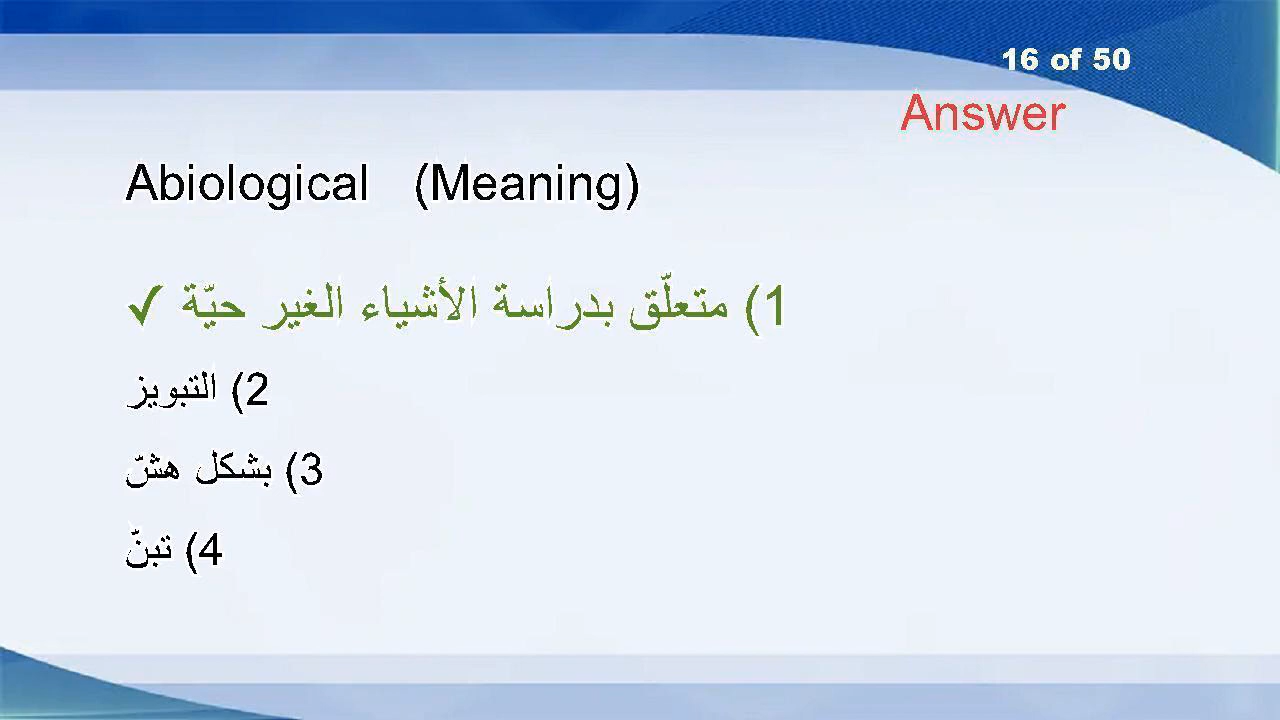 16 of 50
Answer
Abiological (Meaning)
1) متعلّق بدراسة الأشياء الغير حيّة ✓
2) التبويز
3) بشكل هشّ
4) تبنّ